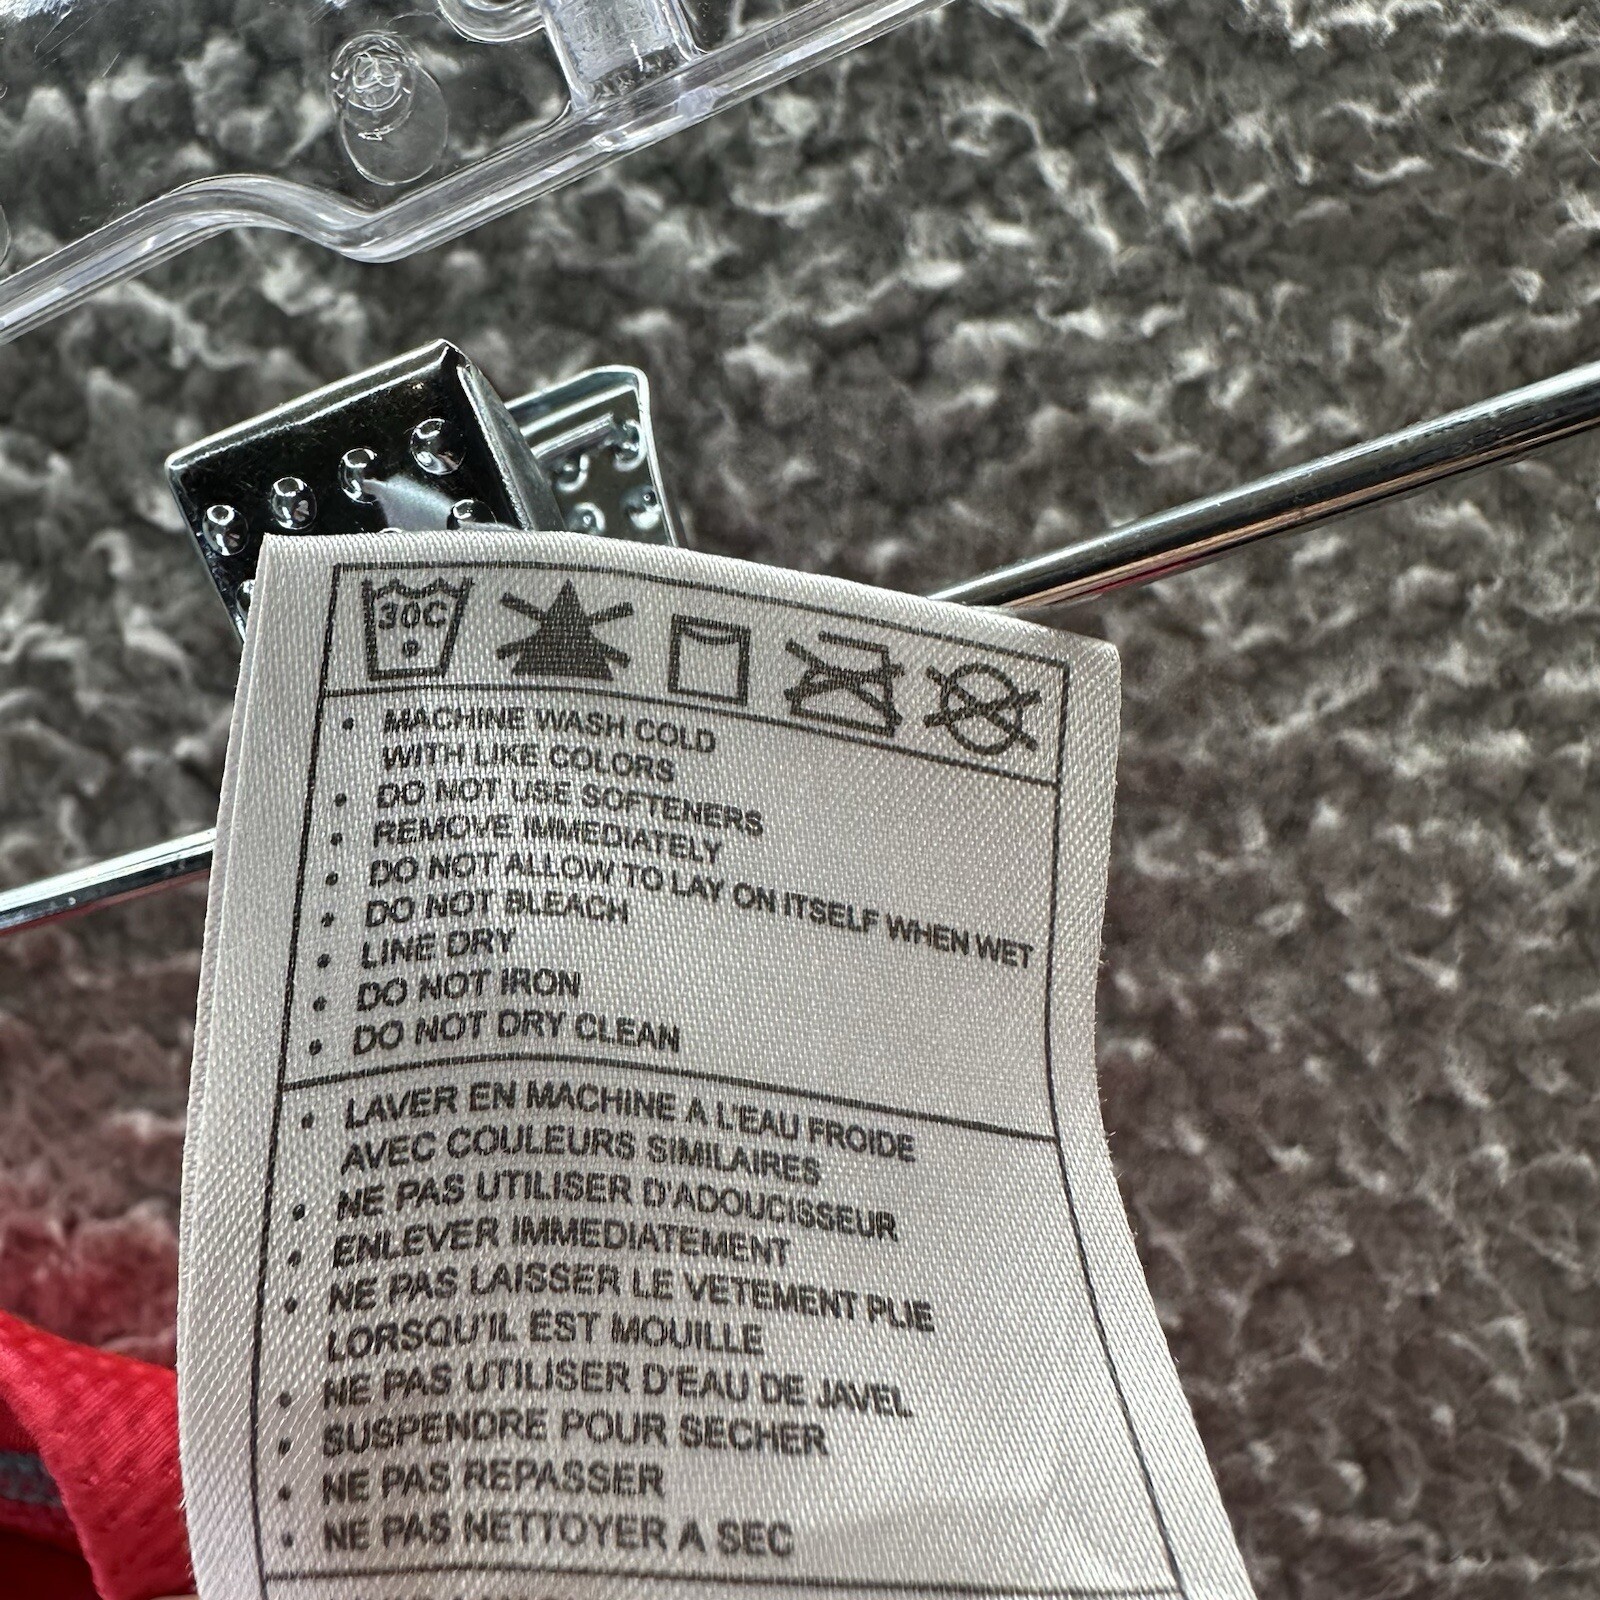 30C
• MACHINE WASH COLD
WITH LIKE COLORS
• DO NOT USE SOFTENERS
• REMOVE IMMEDIATELY
• DO NOT ALLOW TO LAY ON ITSELF WHEN WET
• DO NOT BLEACH
• LINE DRY
• DO NOT IRON
• DO NOT DRY CLEAN
• LAVER EN MACHINE A L'EAU FROIDE
AVEC COULEURS SIMILAIRES
• NE PAS UTILISER D'ADOUCISSEUR
• ENLEVER IMMEDIATEMENT
• NE PAS LAISSER LE VETEMENT PLIE
LORSQU'IL EST MOUILLE
• NE PAS UTILISER D'EAU DE JAVEL
• SUSPENDRE POUR SECHER
• NE PAS REPASSER
• NE PAS NETTOYER A SEC